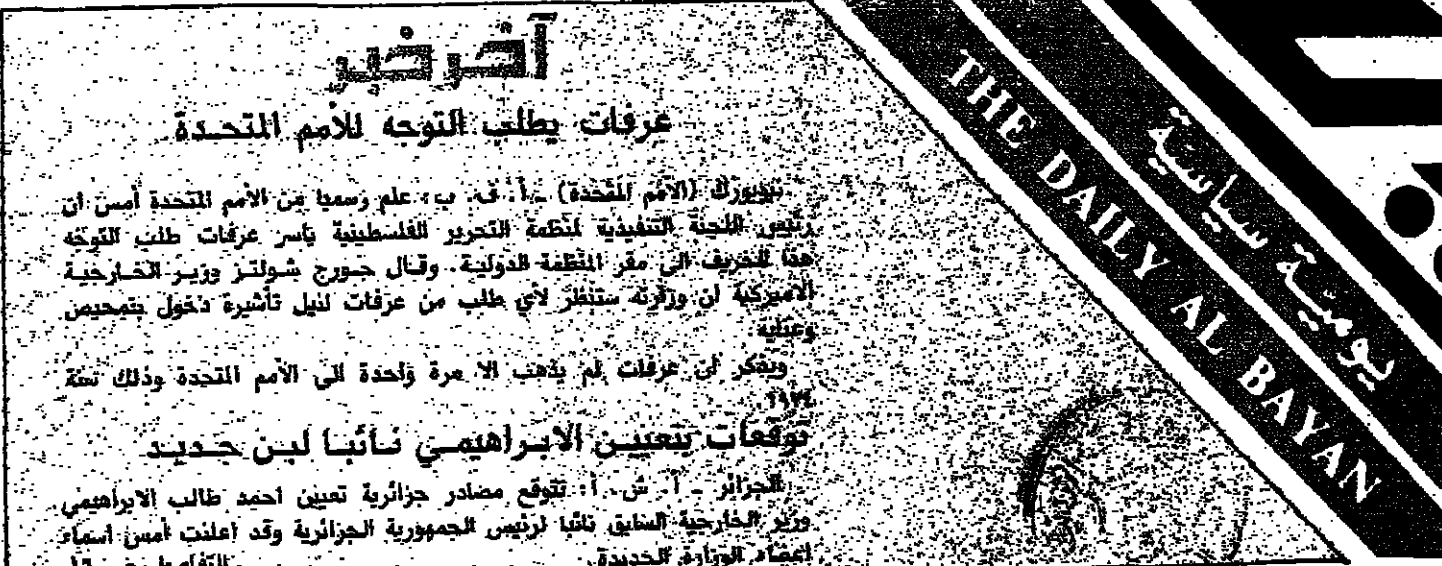 آخر خبر
عرفات يطلب التوجه للأمم المتحدة
نيويورك (الأمم المتحدة) ـ أ. ف. ب، علم رسميا من الأمم المتحدة أمس ان
رئيس اللجنة التنفيذية لمنظمة التحرير الفلسطينية ياسر عرفات طلب التوجه
هذا الخريف الى مقر المنظمة الدولية. وقال جورج شولتز وزير الخارجية
الاميركية ان وزارته ستنظر لأي طلب من عرفات لنيل تأشيرة دخول بتمحيص
وعناية.
ويذكر ان عرفات لم يذهب الا مرة واحدة الى الأمم المتحدة وذلك سنة
١٩٧٤
توقعات بتعيين الابراهيمي نائبا لبن جديد
الجزائر ـ أ. ش. أ: تتوقع مصادر جزائرية تعيين احمد طالب الابراهيمي
وزير الخارجية السابق نائبا لرئيس الجمهورية الجزائرية وقد اعلنت أمس اسماء
اعضاء الوزارة الجديدة.
يومية سياسية
THE DAILY AL BAYAN